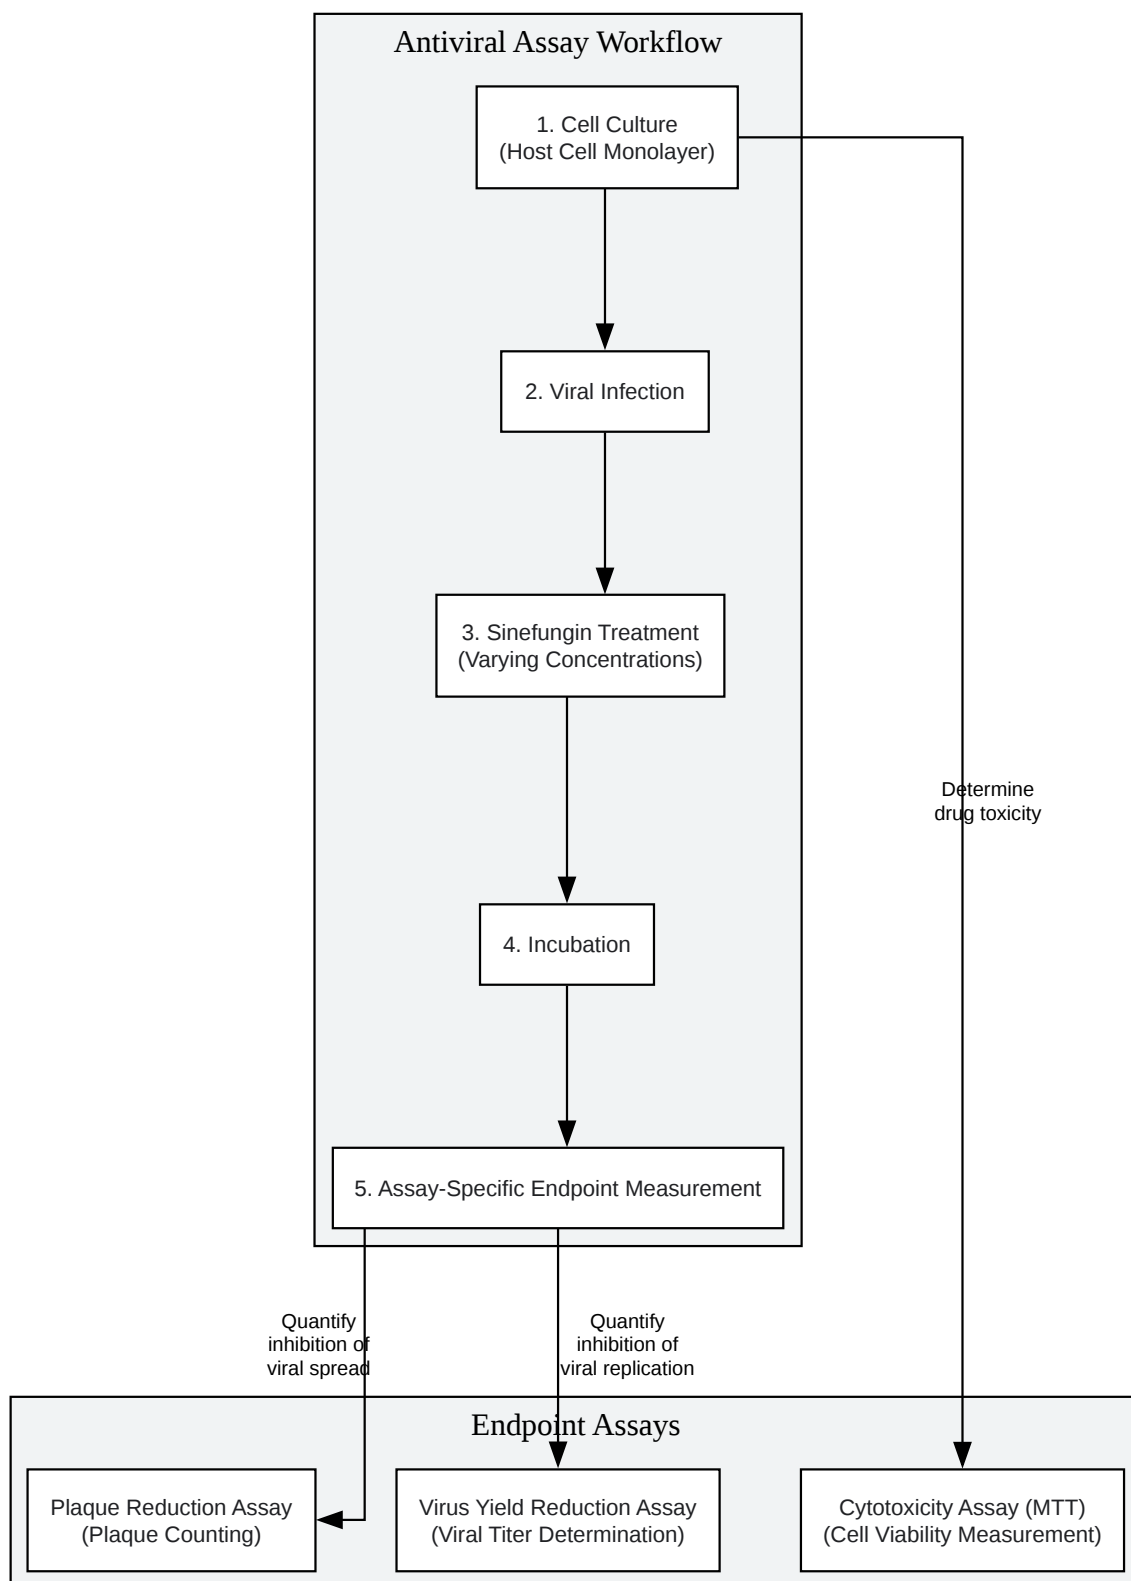 Antiviral Assay Workflow
1. Cell Culture
(Host Cell Monolayer)
2. Viral Infection
3. Sinefungin Treatment
(Varying Concentrations)
Determine
drug toxicity
4. Incubation
5. Assay-Specific Endpoint Measurement
Quantify
inhibition of
viral spread
Quantify
inhibition of
viral replication
Endpoint Assays
Plaque Reduction Assay
(Plaque Counting)
Virus Yield Reduction Assay
(Viral Titer Determination)
Cytotoxicity Assay (MTT)
(Cell Viability Measurement)